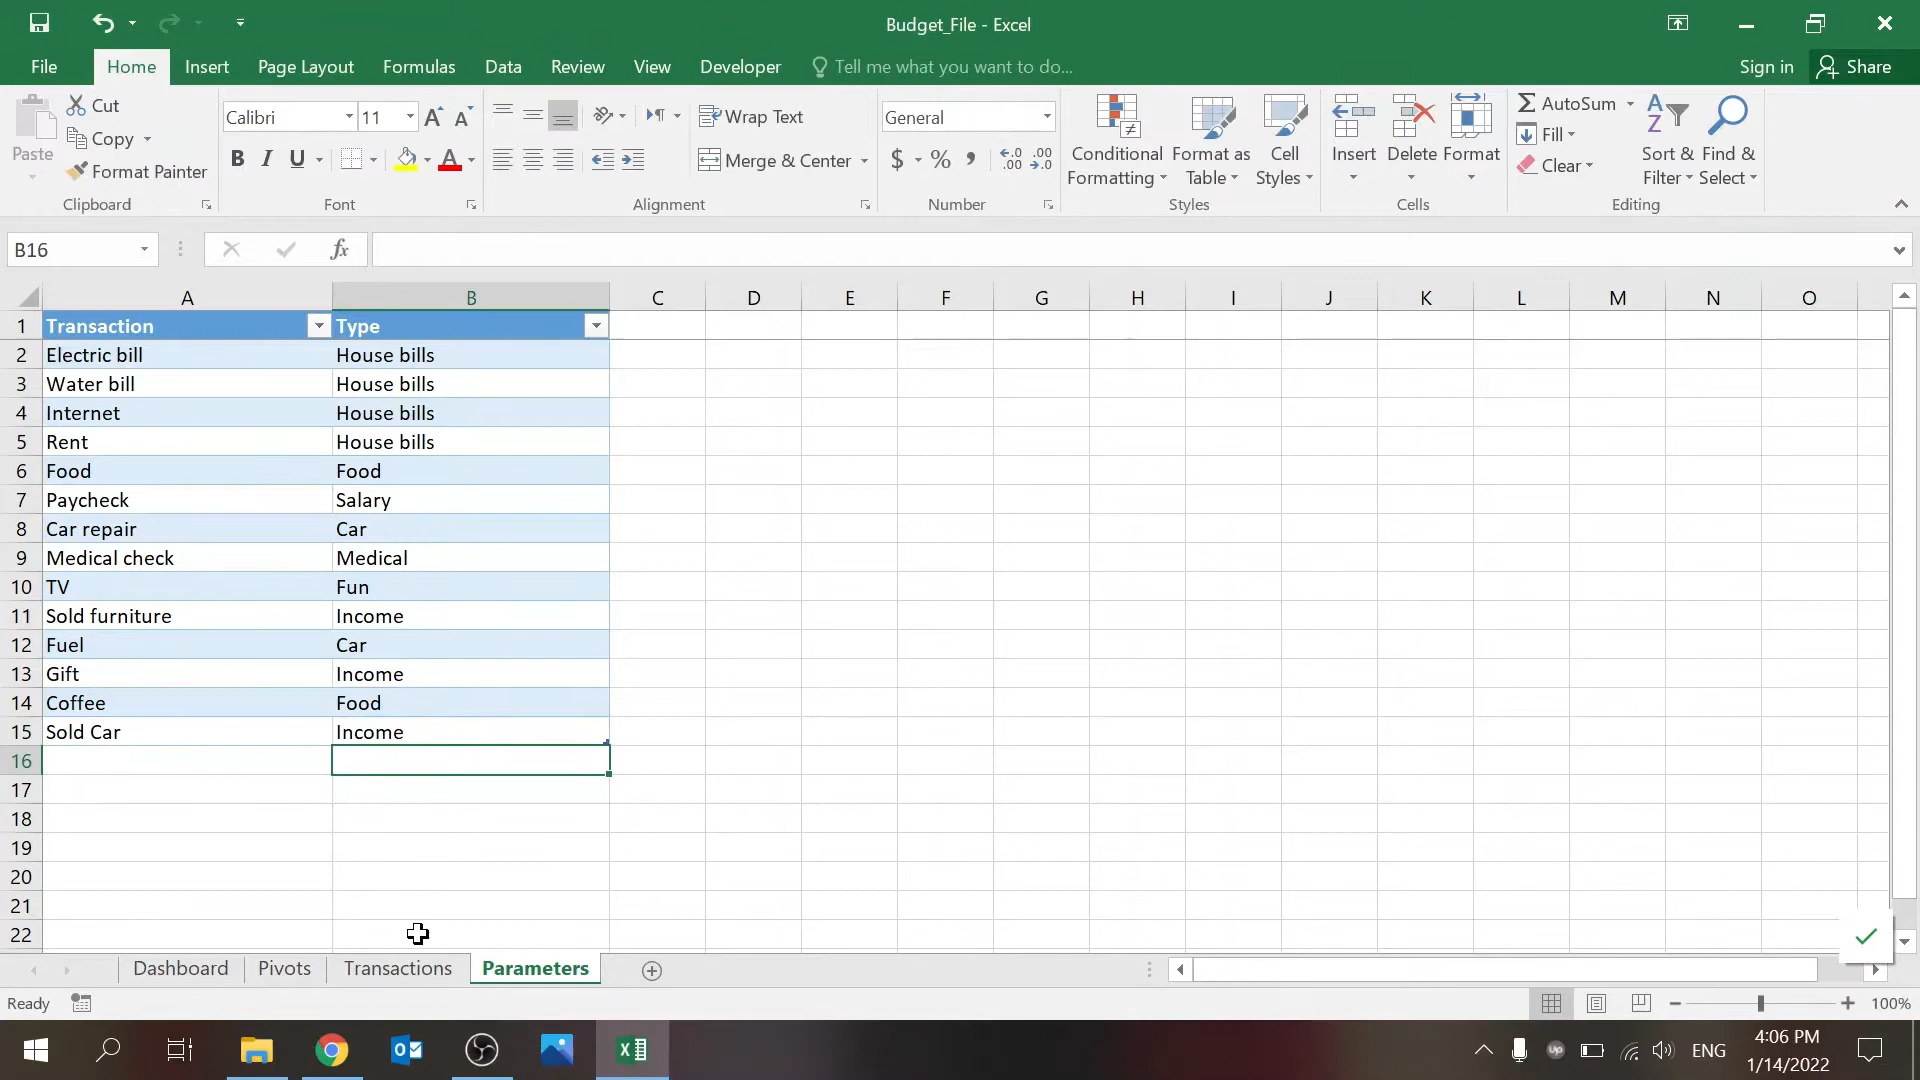 Budget_File - Excel
File Home Insert Page Layout Formulas Data Review View Developer Tell me what you want to do... Sign in Share
Paste
Cut
Copy
Format Painter
Clipboard
Calibri 11
B I U
Font
Wrap Text
Merge & Center
Alignment
General
$ % , .00 .00
Number
Conditional Formatting
Format as Table
Cell Styles
Styles
Insert Delete Format
Cells
AutoSum
Fill
Clear
Sort & Filter
Find & Select
Editing
B16 fx
A B C D E F G H I J K L M N O
1 Transaction Type
2 Electric bill House bills
3 Water bill House bills
4 Internet House bills
5 Rent House bills
6 Food Food
7 Paycheck Salary
8 Car repair Car
9 Medical check Medical
10 TV Fun
11 Sold furniture Income
12 Fuel Car
13 Gift Income
14 Coffee Food
15 Sold Car Income
16
17
18
19
20
21
22
Dashboard Pivots Transactions Parameters
Ready 100%
ENG 4:06 PM
1/14/2022